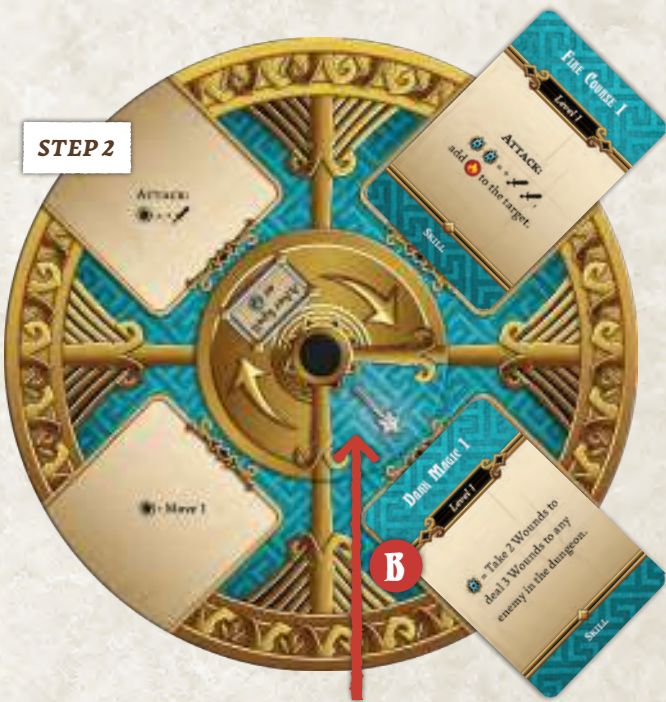 STEP 2
ATTACK:
= +
FIRE COURSE I
Level 1
ATTACK:
= +
add to the target.
SKILL
= Move 1
DARK MAGIC I
Level 1
= Take 2 Wounds to
deal 3 Wounds to any
enemy in the dungeon.
SKILL
B